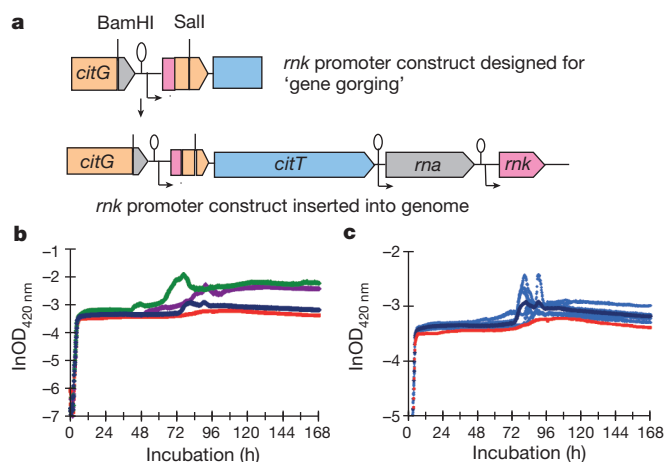 a
BamHI SalI
citG
rnk promoter construct designed for
'gene gorging'
citG citT rna rnk
rnk promoter construct inserted into genome
b
–1
–2
–3
–4
–5
–6
–7
lnOD420 nm
0 24 48 72 96 120 144 168
Incubation (h)
c
–2
–3
–4
–5
lnOD420 nm
0 24 48 72 96 120 144 168
Incubation (h)